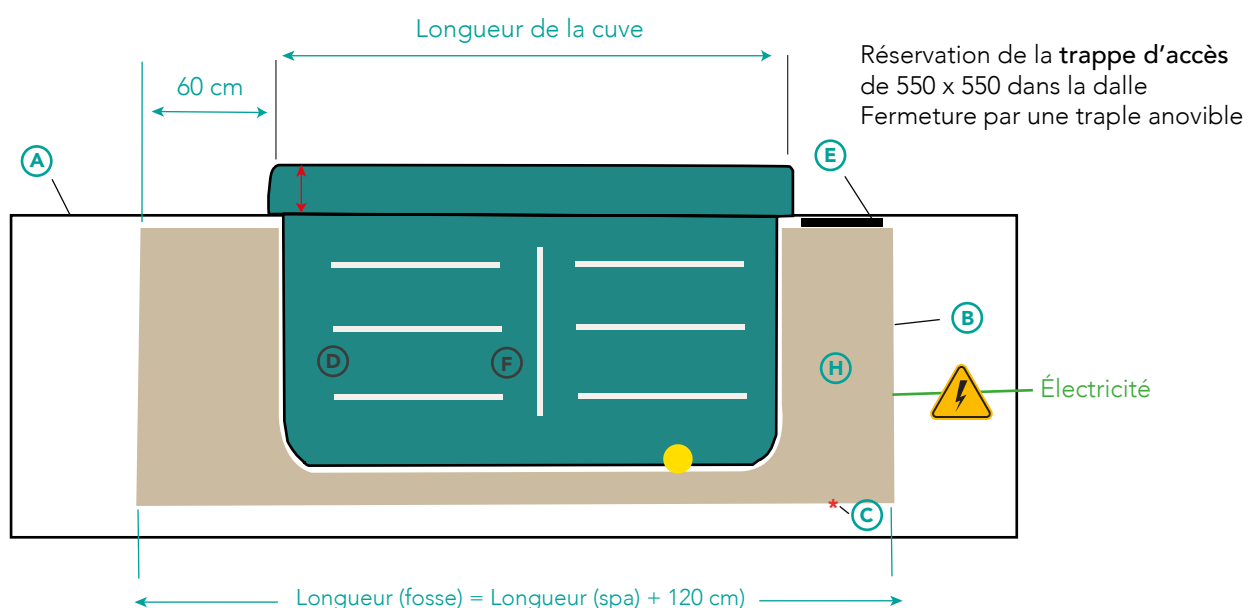 Longueur de la cuve
Réservation de la trappe d'accès
de 550 x 550 dans la dalle
Fermeture par une traple anovible
60 cm
A
E
B
D
F
H
Électricité
*
C
Longueur (fosse) = Longueur (spa) + 120 cm)